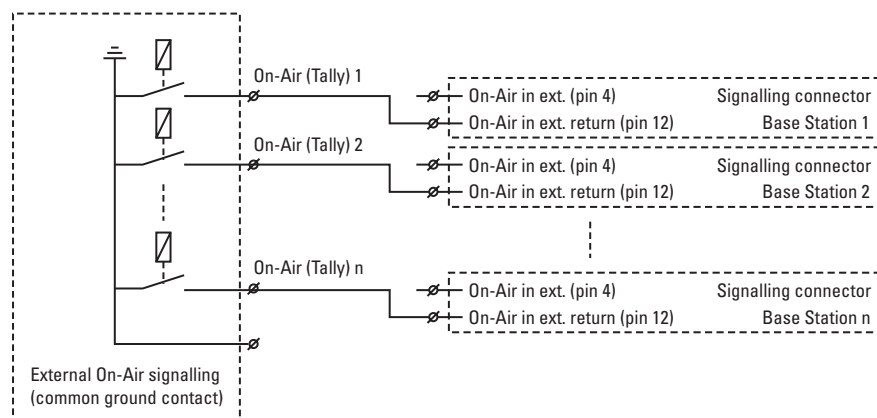 On-Air (Tally) 1
On-Air in ext. (pin 4) Signalling connector
On-Air in ext. return (pin 12) Base Station 1
On-Air (Tally) 2
On-Air in ext. (pin 4) Signalling connector
On-Air in ext. return (pin 12) Base Station 2
On-Air (Tally) n
On-Air in ext. (pin 4) Signalling connector
On-Air in ext. return (pin 12) Base Station n
External On-Air signalling
(common ground contact)